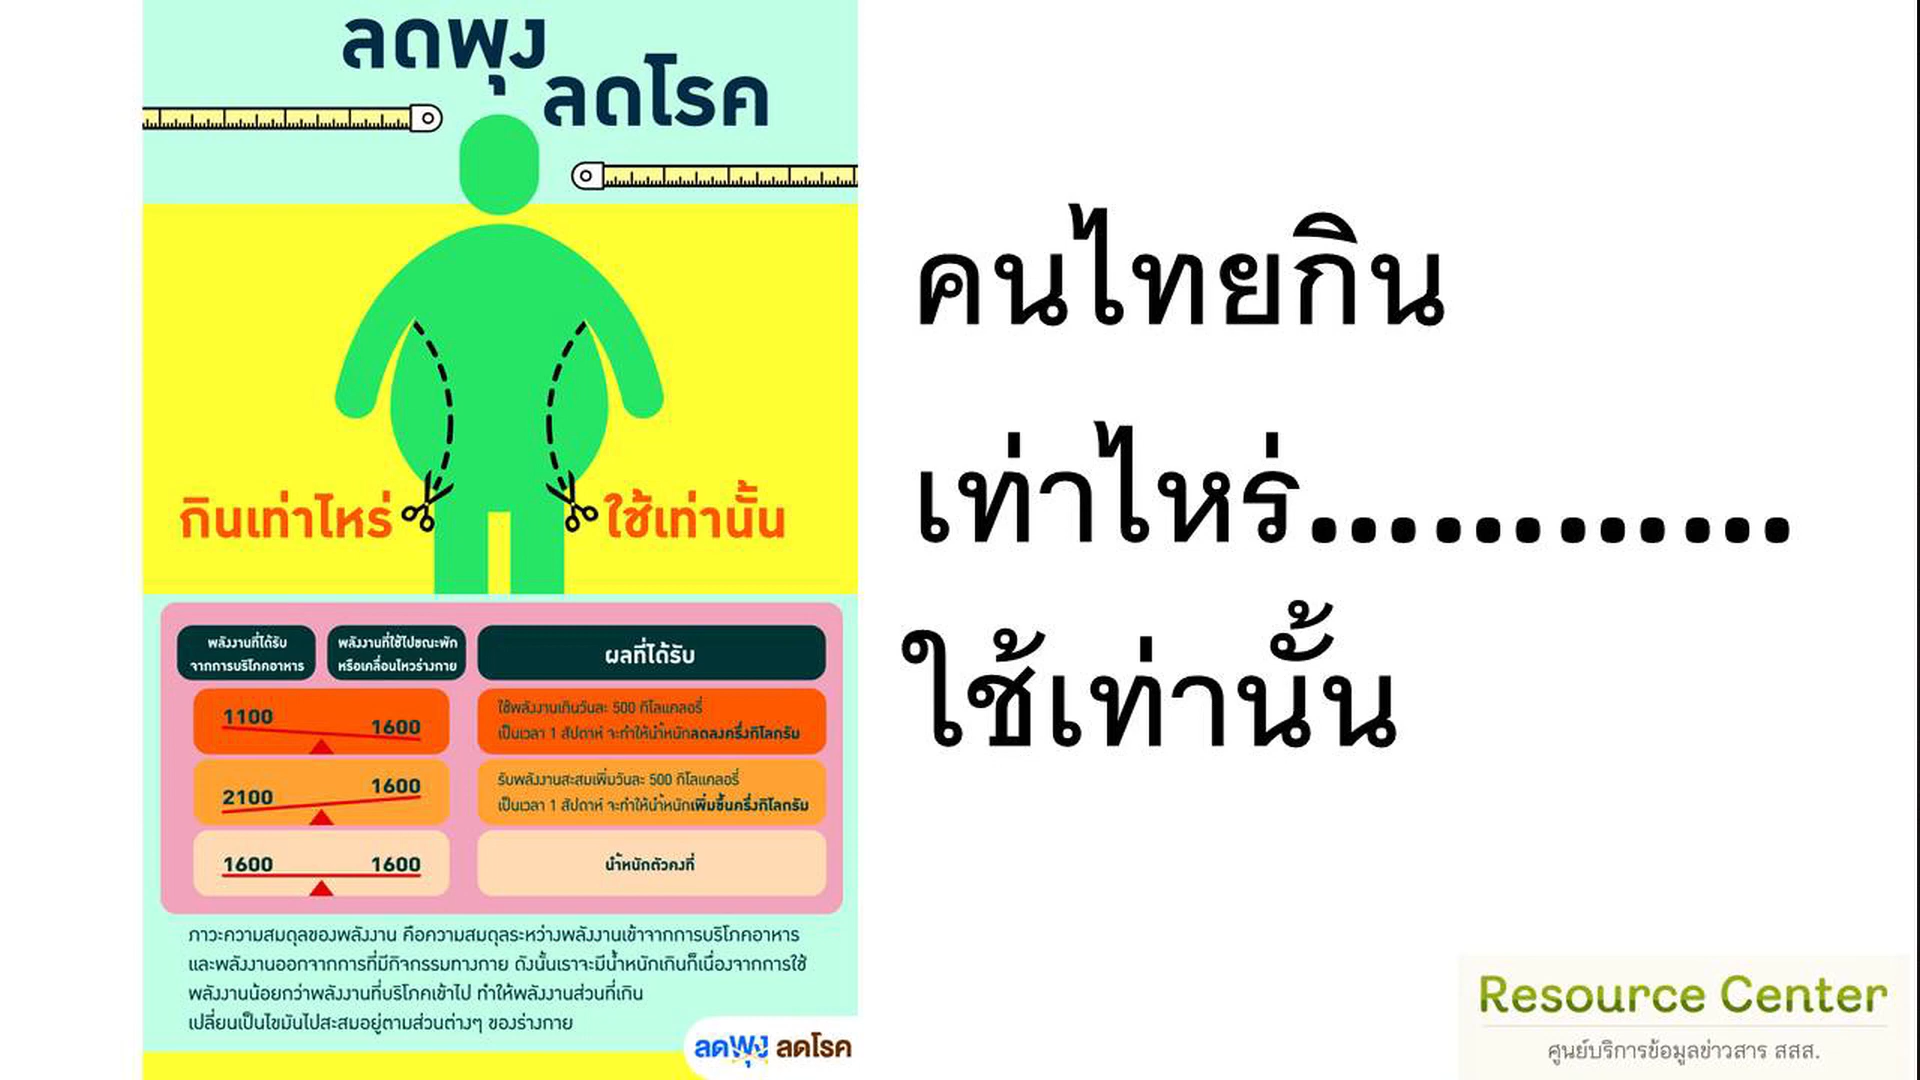 ลดพุง
ลดโรค
กินเท่าไหร่ ใช้เท่านั้น
พลังงานที่ได้รับ
จากการบริโภคอาหาร
พลังงานที่ใช้ไปขณะพัก
หรือเคลื่อนไหวร่างกาย
ผลที่ได้รับ
1100 1600
ใช้พลังงานเกินวันละ 500 กิโลแคลอรี่
เป็นเวลา 1 สัปดาห์ จะทำให้น้ำหนักลดลงครึ่งกิโลกรัม
2100 1600
รับพลังงานสะสมเพิ่มวันละ 500 กิโลแคลอรี่
เป็นเวลา 1 สัปดาห์ จะทำให้น้ำหนักเพิ่มขึ้นครึ่งกิโลกรัม
1600 1600
น้ำหนักตัวคงที่
ภาวะความสมดุลของพลังงาน คือความสมดุลระหว่างพลังงานเข้าจากการบริโภคอาหาร
และพลังงานออกจากการที่มีกิจกรรมทางกาย ดังนั้นเราจะมีน้ำหนักเกินก็เนื่องจากการใช้
พลังงานน้อยกว่าพลังงานที่บริโภคเข้าไป ทำให้พลังงานส่วนที่เกิน
เปลี่ยนเป็นไขมันไปสะสมอยู่ตามส่วนต่างๆ ของร่างกาย
ลดพุง ลดโรค
คนไทยกิน
เท่าไหร่............
ใช้เท่านั้น
Resource Center
ศูนย์บริการข้อมูลข่าวสาร สสส.